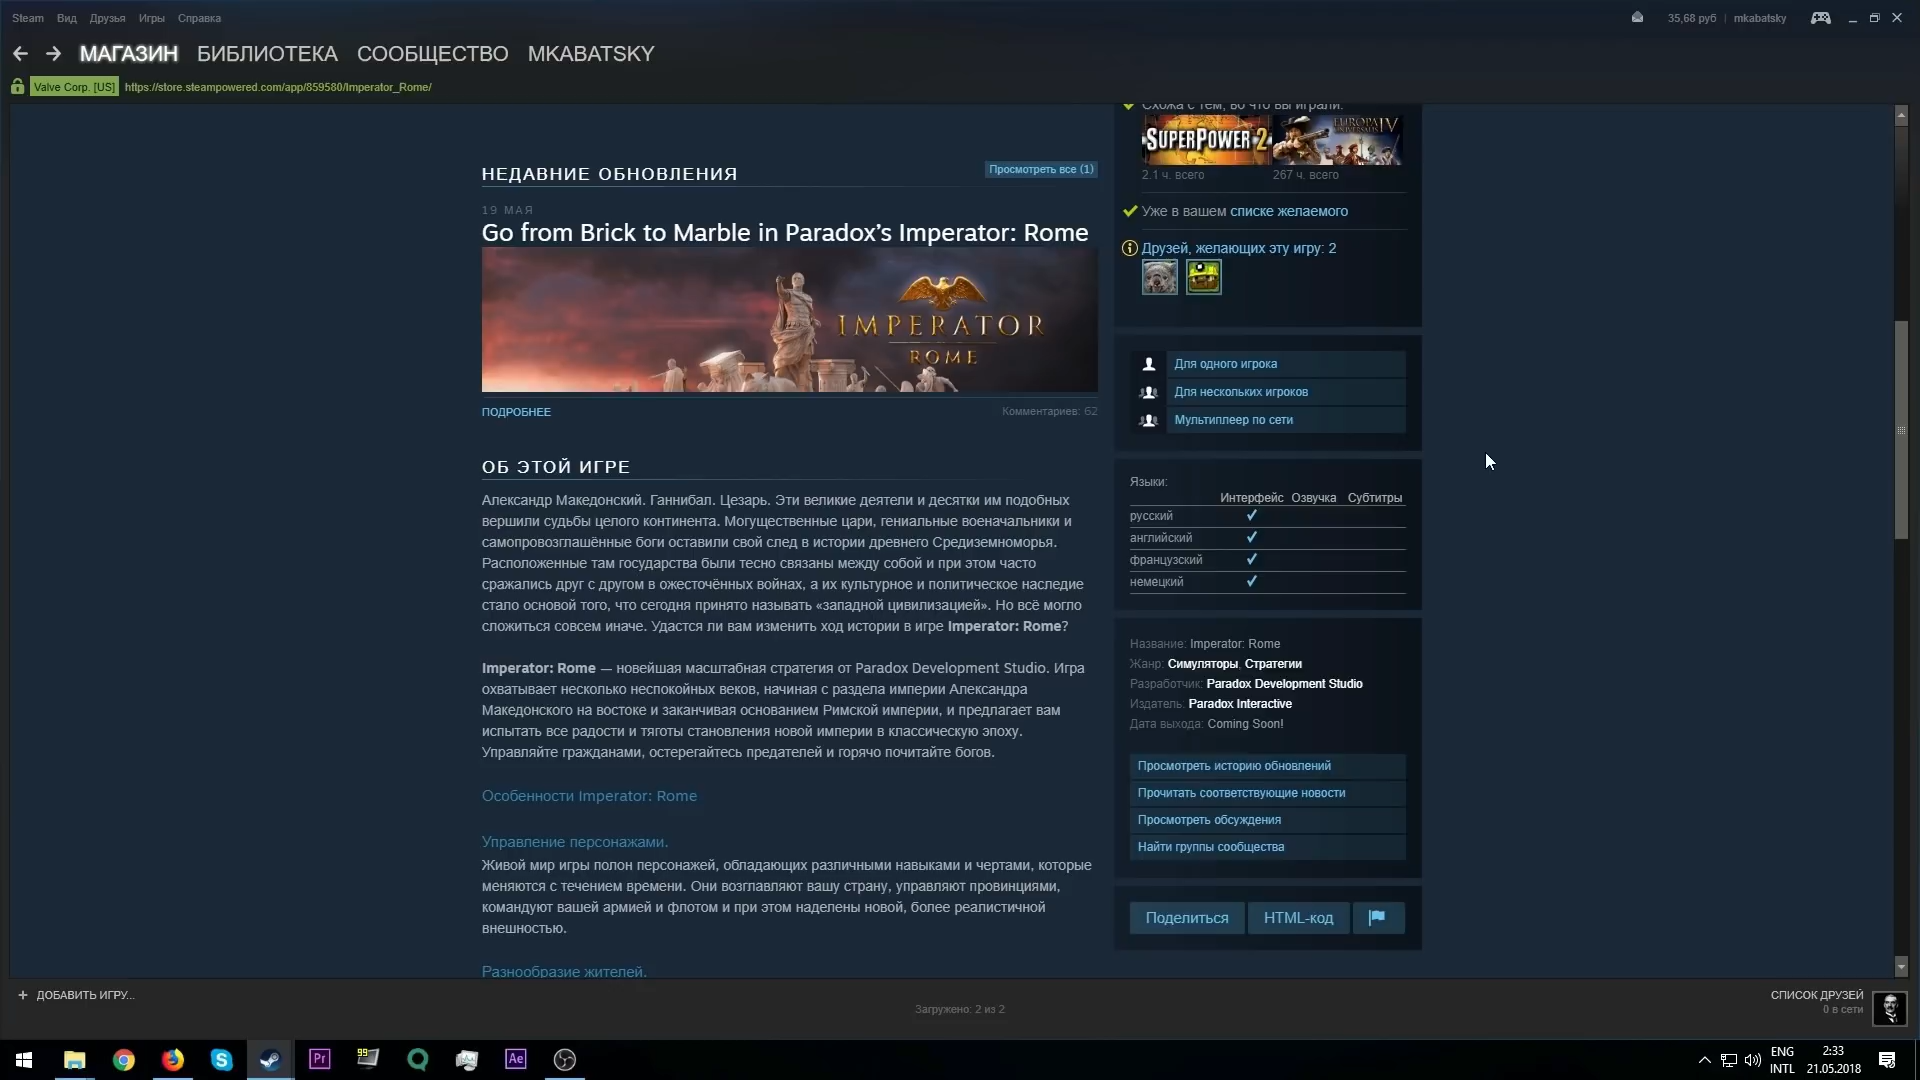 Steam Вид Друзья Игры Справка
35,68 руб mkabatsky
МАГАЗИН БИБЛИОТЕКА СООБЩЕСТВО MKABATSKY
Valve Corp. [US] https://store.steampowered.com/app/859580/Imperator_Rome/
НЕДАВНИЕ ОБНОВЛЕНИЯ
Просмотреть все (1)
19 МАЯ
Go from Brick to Marble in Paradox’s Imperator: Rome
IMPERATOR
ROME
ПОДРОБНЕЕ
Комментариев: 62
ОБ ЭТОЙ ИГРЕ
Александр Македонский. Ганнибал. Цезарь. Эти великие деятели и десятки им подобных
вершили судьбы целого континента. Могущественные цари, гениальные военачальники и
самопровозглашённые боги оставили свой след в истории древнего Средиземноморья.
Расположенные там государства были тесно связаны между собой и при этом часто
сражались друг с другом в ожесточённых войнах, а их культурное и политическое наследие
стало основой того, что сегодня принято называть «западной цивилизацией». Но всё могло
сложиться совсем иначе. Удастся ли вам изменить ход истории в игре Imperator: Rome?
Imperator: Rome — новейшая масштабная стратегия от Paradox Development Studio. Игра
охватывает несколько неспокойных веков, начиная с раздела империи Александра
Македонского на востоке и заканчивая основанием Римской империи, и предлагает вам
испытать все радости и тяготы становления новой империи в классическую эпоху.
Управляйте гражданами, остерегайтесь предателей и горячо почитайте богов.
Особенности Imperator: Rome
Управление персонажами.
Живой мир игры полон персонажей, обладающих различными навыками и чертами, которые
меняются с течением времени. Они возглавляют вашу страну, управляют провинциями,
командуют вашей армией и флотом и при этом наделены новой, более реалистичной
внешностью.
Разнообразие жителей.
Схожа с тем, во что вы играли:
SUPERPOWER 2 EUROPA UNIVERSALIS IV
2.1 ч. всего 267 ч. всего
Уже в вашем списке желаемого
Друзей, желающих эту игру: 2
Для одного игрока
Для нескольких игроков
Мультиплеер по сети
Языки:
Интерфейс Озвучка Субтитры
русский ✓
английский ✓
французский ✓
немецкий ✓
Название: Imperator: Rome
Жанр: Симуляторы, Стратегии
Разработчик: Paradox Development Studio
Издатель: Paradox Interactive
Дата выхода: Coming Soon!
Просмотреть историю обновлений
Прочитать соответствующие новости
Просмотреть обсуждения
Найти группы сообщества
Поделиться HTML-код
+ ДОБАВИТЬ ИГРУ...
Загружено: 2 из 2
СПИСОК ДРУЗЕЙ
0 в сети
Pr 99 Ae
ENG 2:33
INTL 21.05.2018